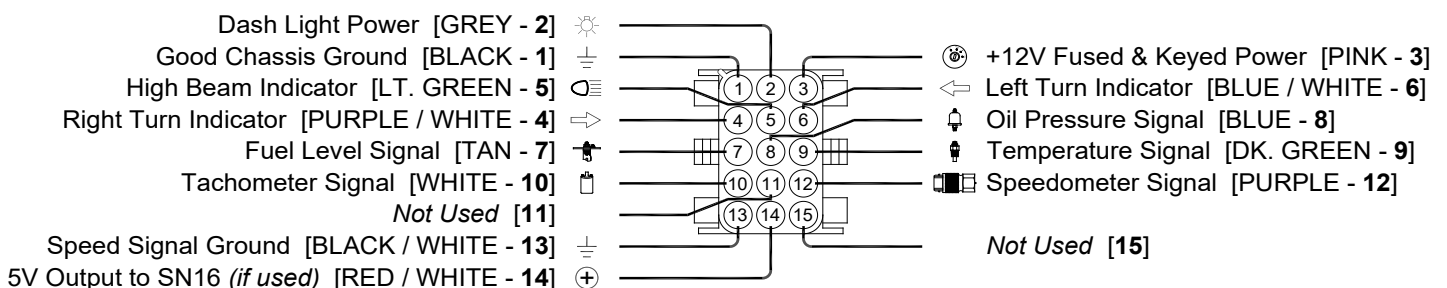 Dash Light Power [GREY - 2]
Good Chassis Ground [BLACK - 1]
High Beam Indicator [LT. GREEN - 5]
Right Turn Indicator [PURPLE / WHITE - 4]
Fuel Level Signal [TAN - 7]
Tachometer Signal [WHITE - 10]
Not Used [11]
Speed Signal Ground [BLACK / WHITE - 13]
5V Output to SN16 (if used) [RED / WHITE - 14]
1 2 3
4 5 6
7 8 9
10 11 12
13 14 15
+12V Fused & Keyed Power [PINK - 3]
Left Turn Indicator [BLUE / WHITE - 6]
Oil Pressure Signal [BLUE - 8]
Temperature Signal [DK. GREEN - 9]
Speedometer Signal [PURPLE - 12]
Not Used [15]